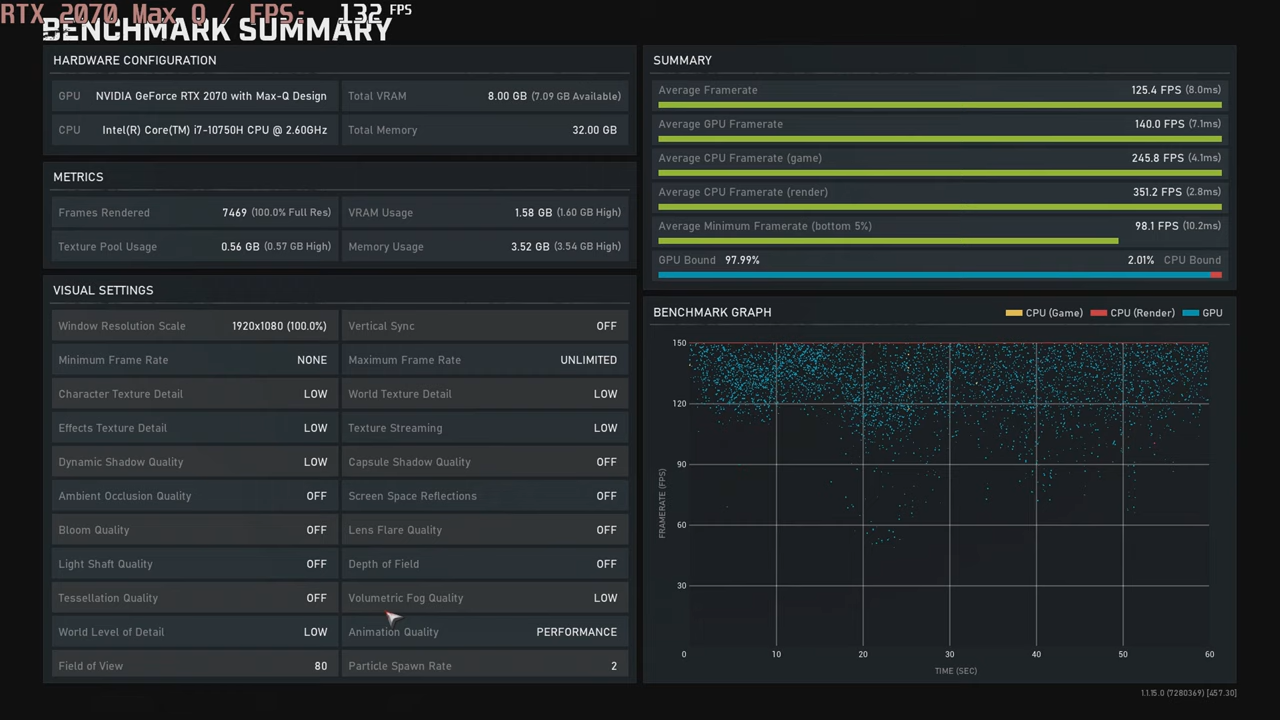 RTX 2070 Max Q / FPS: 132 FPS
BENCHMARK SUMMARY
HARDWARE CONFIGURATION
GPU NVIDIA GeForce RTX 2070 with Max-Q Design
Total VRAM 8.00 GB (7.09 GB Available)
CPU Intel(R) Core(TM) i7-10750H CPU @ 2.60GHz
Total Memory 32.00 GB
METRICS
Frames Rendered 7469 (100.0% Full Res)
VRAM Usage 1.58 GB (1.60 GB High)
Texture Pool Usage 0.56 GB (0.57 GB High)
Memory Usage 3.52 GB (3.54 GB High)
VISUAL SETTINGS
Window Resolution Scale 1920x1080 (100.0%)
Vertical Sync OFF
Minimum Frame Rate NONE
Maximum Frame Rate UNLIMITED
Character Texture Detail LOW
World Texture Detail LOW
Effects Texture Detail LOW
Texture Streaming LOW
Dynamic Shadow Quality LOW
Capsule Shadow Quality OFF
Ambient Occlusion Quality OFF
Screen Space Reflections OFF
Bloom Quality OFF
Lens Flare Quality OFF
Light Shaft Quality OFF
Depth of Field OFF
Tessellation Quality OFF
Volumetric Fog Quality LOW
World Level of Detail LOW
Animation Quality PERFORMANCE
Field of View 80
Particle Spawn Rate 2
SUMMARY
Average Framerate 125.4 FPS (8.0ms)
Average GPU Framerate 140.0 FPS (7.1ms)
Average CPU Framerate (game) 245.8 FPS (4.1ms)
Average CPU Framerate (render) 351.2 FPS (2.8ms)
Average Minimum Framerate (bottom 5%) 98.1 FPS (10.2ms)
GPU Bound 97.99% 2.01% CPU Bound
BENCHMARK GRAPH
CPU (Game) CPU (Render) GPU
150
120
90
60
30
FRAMERATE (FPS)
0 10 20 30 40 50 60
TIME (SEC)
1.1.15.0 (7280369) [457.30]